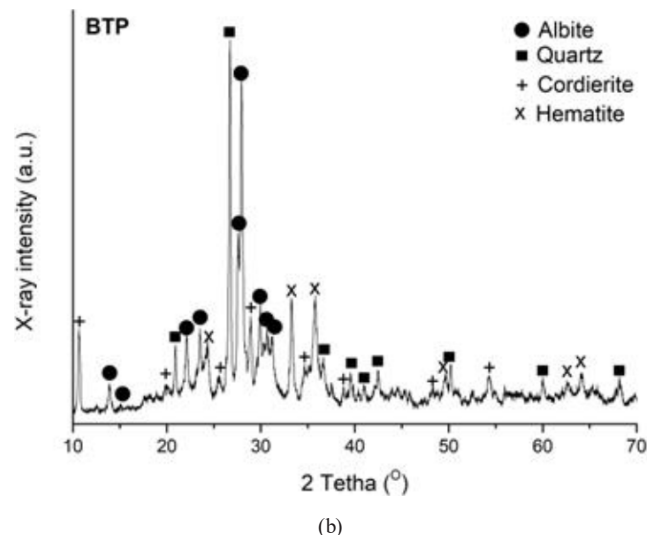 BTP
● Albite
■ Quartz
+ Cordierite
x Hematite
X-ray intensity (a.u.)
10 20 30 40 50 60 70
2 Tetha (°)
(b)